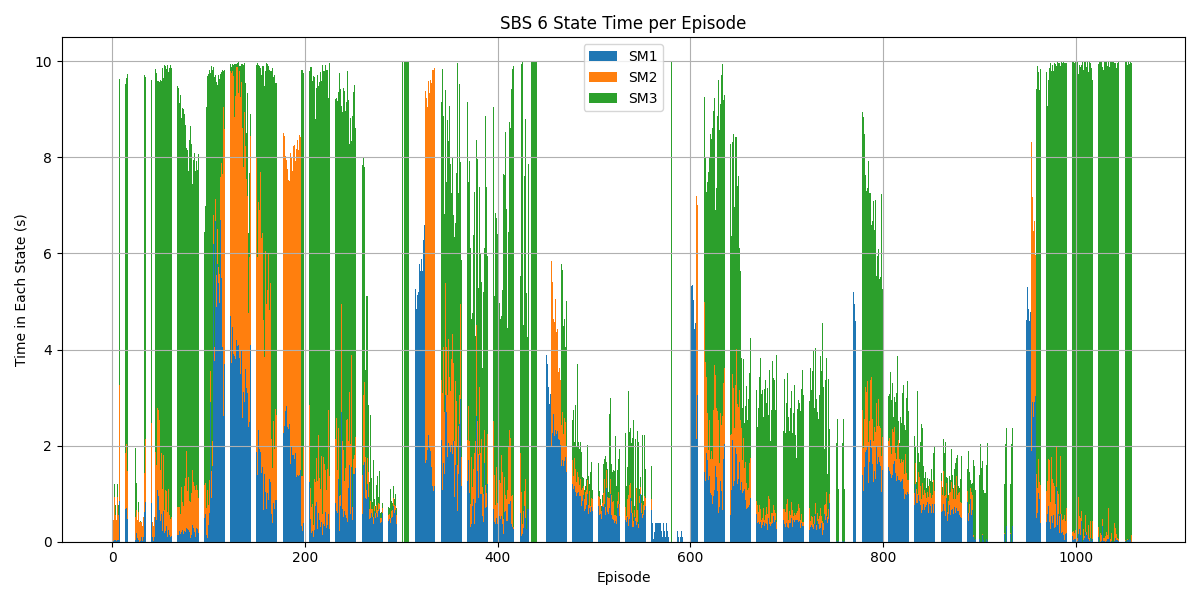 SBS 6 State Time per Episode
SM1
SM2
SM3
Time in Each State (s)
10
8
6
4
2
0
0 200 400 600 800 1000
Episode